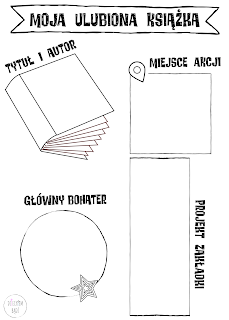 MOJA ULUBIONA KSIĄŻKA
TYTUŁ I AUTOR
MIEJSCE AKCJI
GŁÓWNY BOHATER
PROJEKT ZAKŁADKI